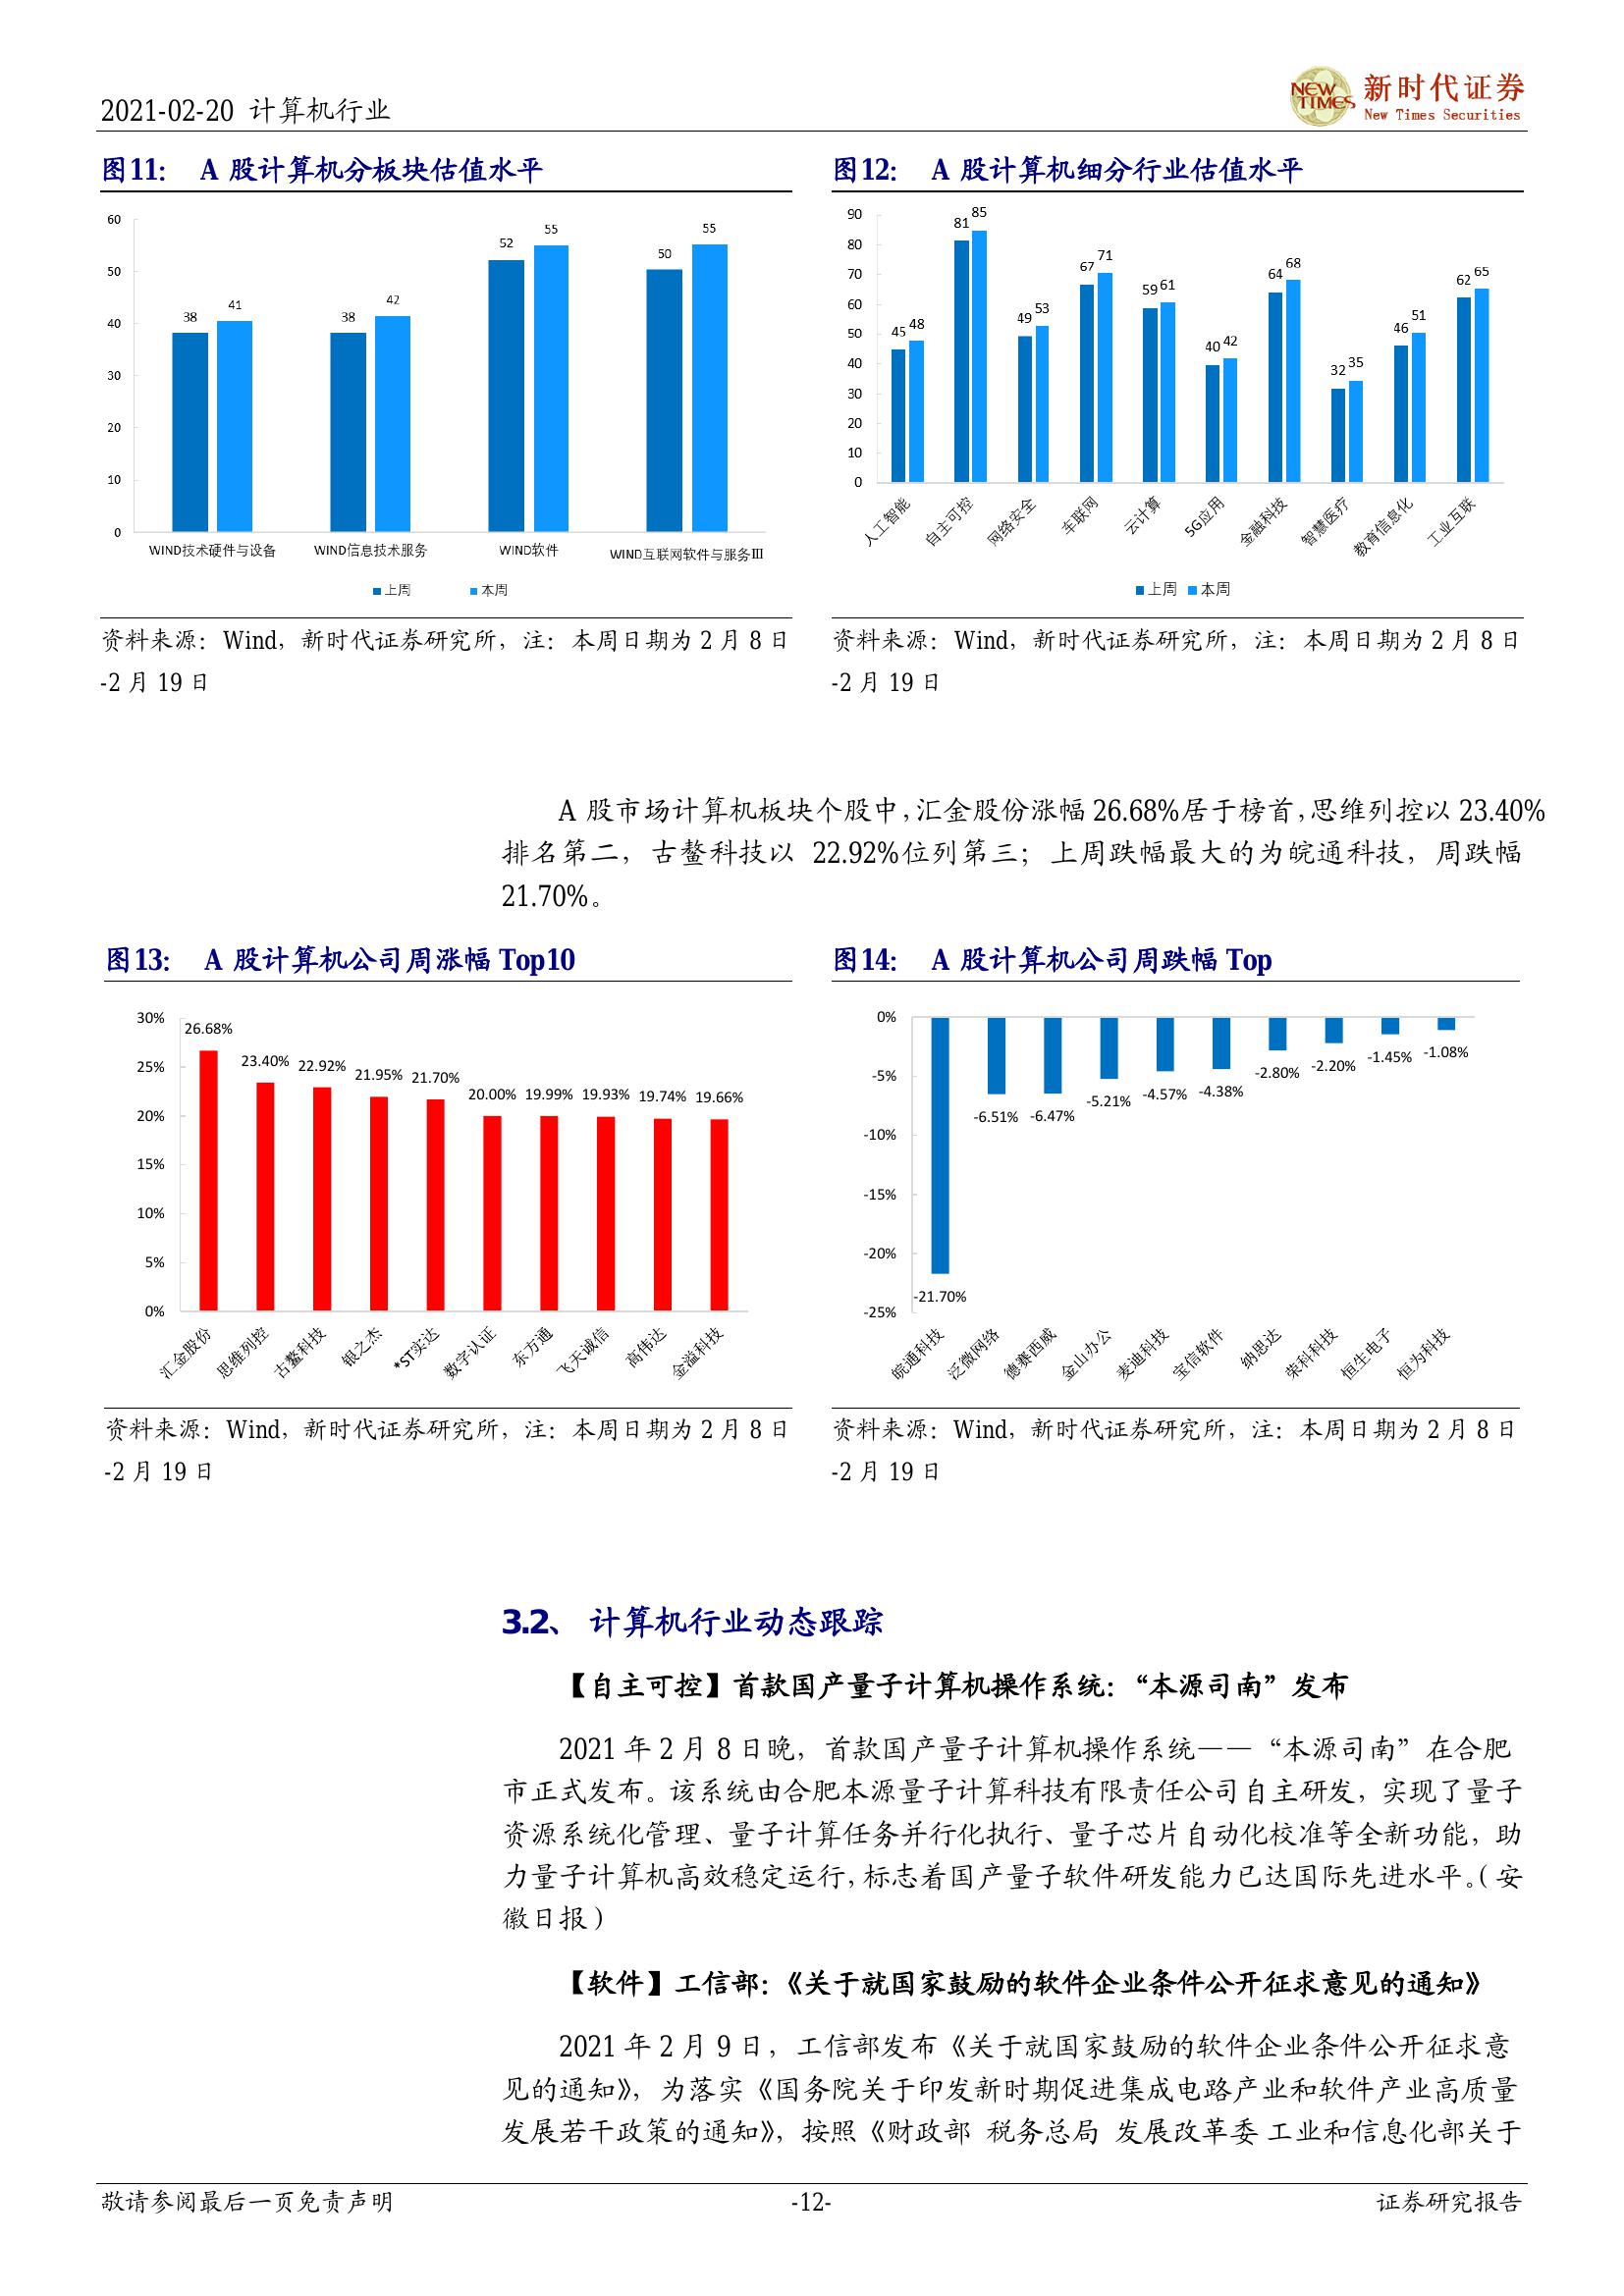 2021-02-20 计算机行业
NEW TIMES 新时代证券
New Times Securities
图11: A 股计算机分板块估值水平
60
50
40
30
20
10
0
38 41 38 42 52 55 50 55
WIND技术硬件与设备 WIND信息技术服务 WIND软件 WIND互联网软件与服务III
上周 本周
资料来源：Wind，新时代证券研究所，注：本周日期为 2 月 8 日
-2 月 19 日
图12: A 股计算机细分行业估值水平
90
80
70
60
50
40
30
20
10
0
45 48 81 85 49 53 67 71 59 61 40 42 64 68 32 35 46 51 62 65
人工智能 自主可控 网络安全 车联网 云计算 5G应用 金融科技 智慧医疗 教育信息化 工业互联
上周 本周
资料来源：Wind，新时代证券研究所，注：本周日期为 2 月 8 日
-2 月 19 日
A 股市场计算机板块个股中，汇金股份涨幅 26.68%居于榜首，思维列控以 23.40%
排名第二，古鳌科技以 22.92%位列第三；上周跌幅最大的为皖通科技，周跌幅
21.70%。
图13: A 股计算机公司周涨幅 Top10
30%
25%
20%
15%
10%
5%
0%
26.68% 23.40% 22.92% 21.95% 21.70% 20.00% 19.99% 19.93% 19.74% 19.66%
汇金股份 思维列控 古鳌科技 银之杰 *ST实达 数字认证 东方通 飞天诚信 高伟达 金溢科技
资料来源：Wind，新时代证券研究所，注：本周日期为 2 月 8 日
-2 月 19 日
图14: A 股计算机公司周跌幅 Top
0%
-5%
-10%
-15%
-20%
-25%
-21.70% -6.51% -6.47% -5.21% -4.57% -4.38% -2.80% -2.20% -1.45% -1.08%
皖通科技 泛微网络 德赛西威 金山办公 麦迪科技 宝信软件 纳思达 荣科科技 恒生电子 恒为科技
资料来源：Wind，新时代证券研究所，注：本周日期为 2 月 8 日
-2 月 19 日
3.2、 计算机行业动态跟踪
【自主可控】首款国产量子计算机操作系统：“本源司南”发布
2021 年 2 月 8 日晚，首款国产量子计算机操作系统——“本源司南”在合肥
市正式发布。该系统由合肥本源量子计算科技有限责任公司自主研发，实现了量子
资源系统化管理、量子计算任务并行化执行、量子芯片自动化校准等全新功能，助
力量子计算机高效稳定运行，标志着国产量子软件研发能力已达国际先进水平。（安
徽日报）
【软件】工信部：《关于就国家鼓励的软件企业条件公开征求意见的通知》
2021 年 2 月 9 日，工信部发布《关于就国家鼓励的软件企业条件公开征求意
见的通知》，为落实《国务院关于印发新时期促进集成电路产业和软件产业高质量
发展若干政策的通知》，按照《财政部 税务总局 发展改革委 工业和信息化部关于
敬请参阅最后一页免责声明 -12- 证券研究报告